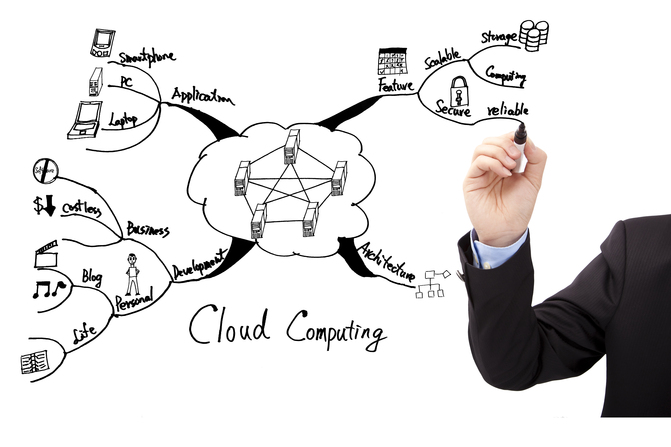 Smartphone
PC
Laptop
Application
Storage
Scalable
Computing
Feature
Secure
reliable
$
Costless
Business
Blog
Personal
Life
Development
Architecture
Cloud Computing